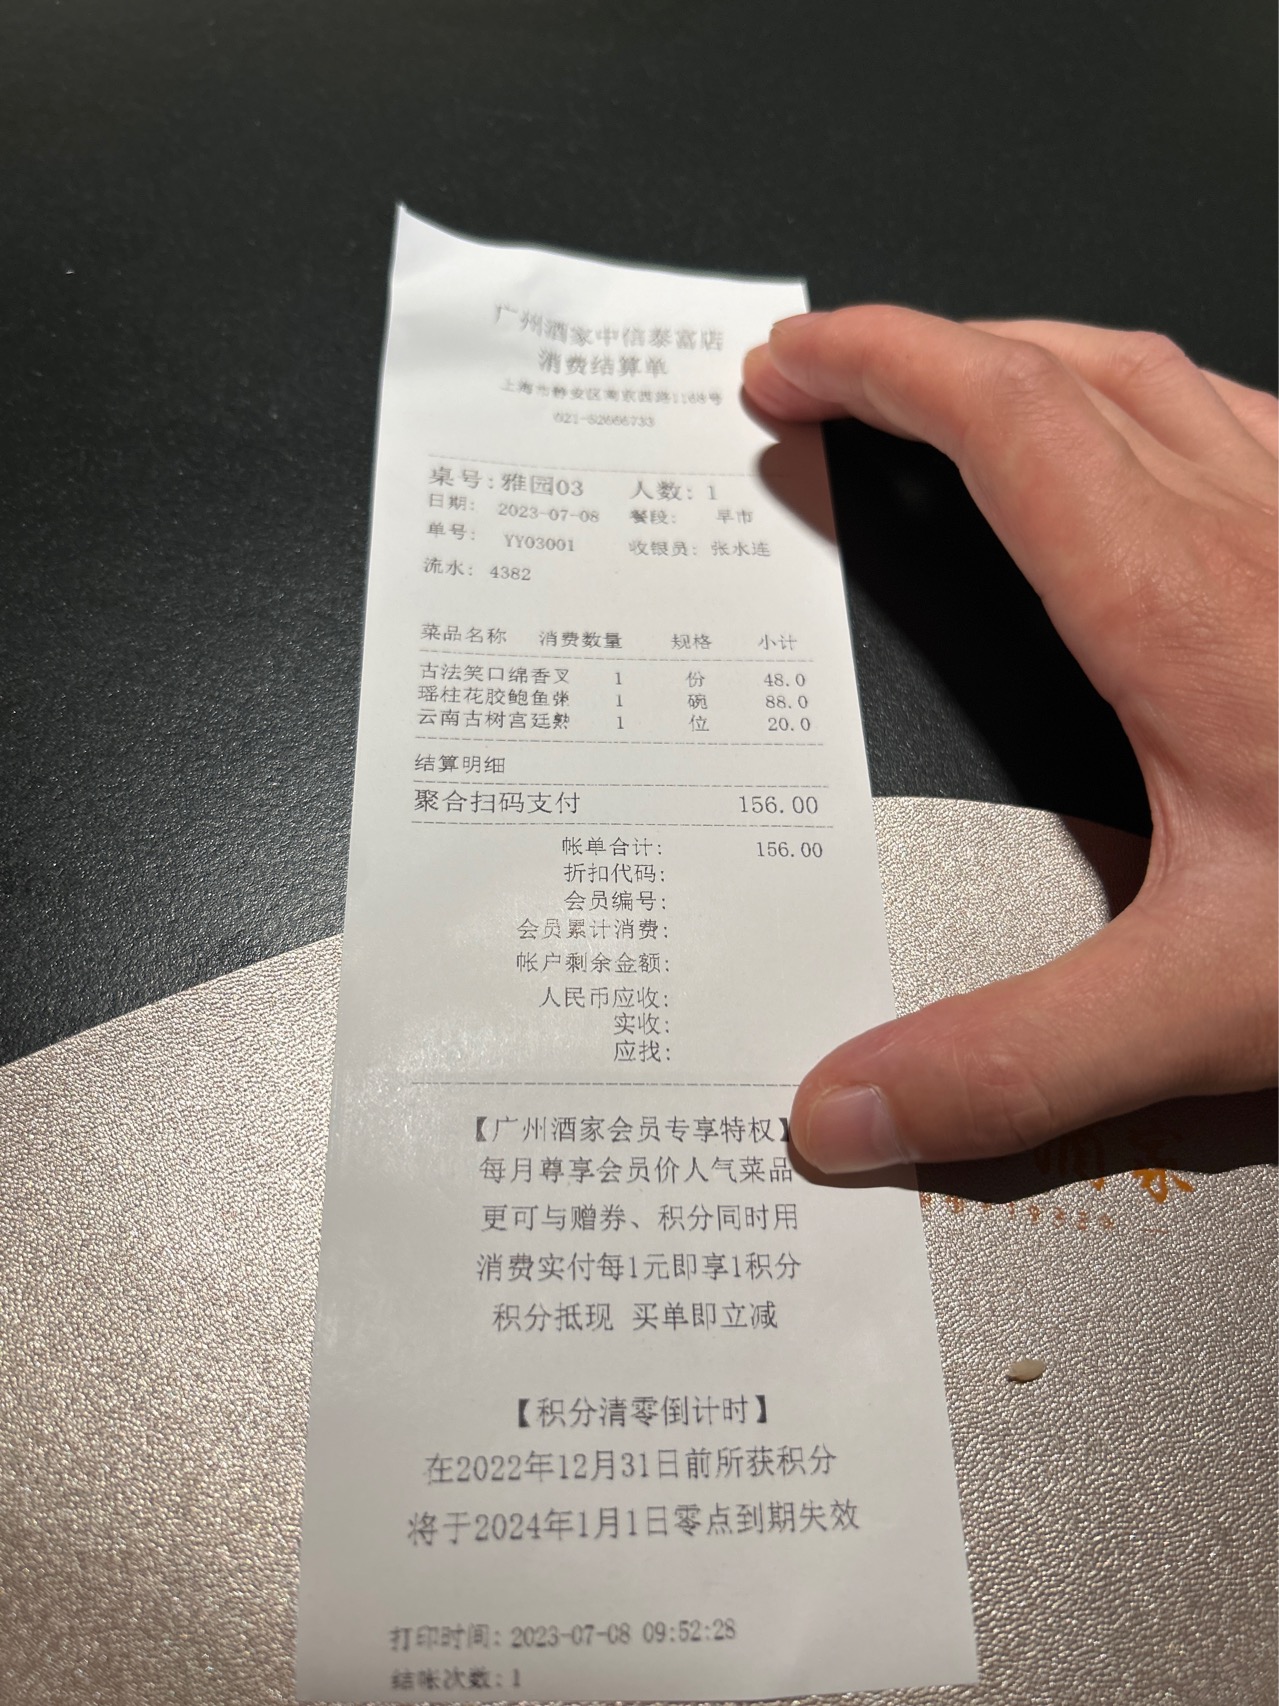 广州酒家中信泰富店
消费结算单
上海市静安区南京西路1168号
桌号:雅园03 人数: 1
日期: 2023-07-08 餐段: 早市
单号: YY03001 收银员: 张水连
流水: 4382
菜品名称 消费数量 规格 小计
古法笑口绵香叉 1 份 48.0
瑶柱花胶鲍鱼粥 1 碗 88.0
云南古树宫廷熟 1 位 20.0
结算明细
聚合扫码支付 156.00
帐单合计: 156.00
折扣代码:
会员编号:
会员累计消费:
帐户剩余金额:
人民币应收:
实收:
应找:
【广州酒家会员专享特权】
每月尊享会员价人气菜品
更可与赠券、积分同时用
消费实付每1元即享1积分
积分抵现 买单即立减
【积分清零倒计时】
在2022年12月31日前所获积分
将于2024年1月1日零点到期失效
打印时间: 2023-07-08 09:52:28
结帐次数: 1